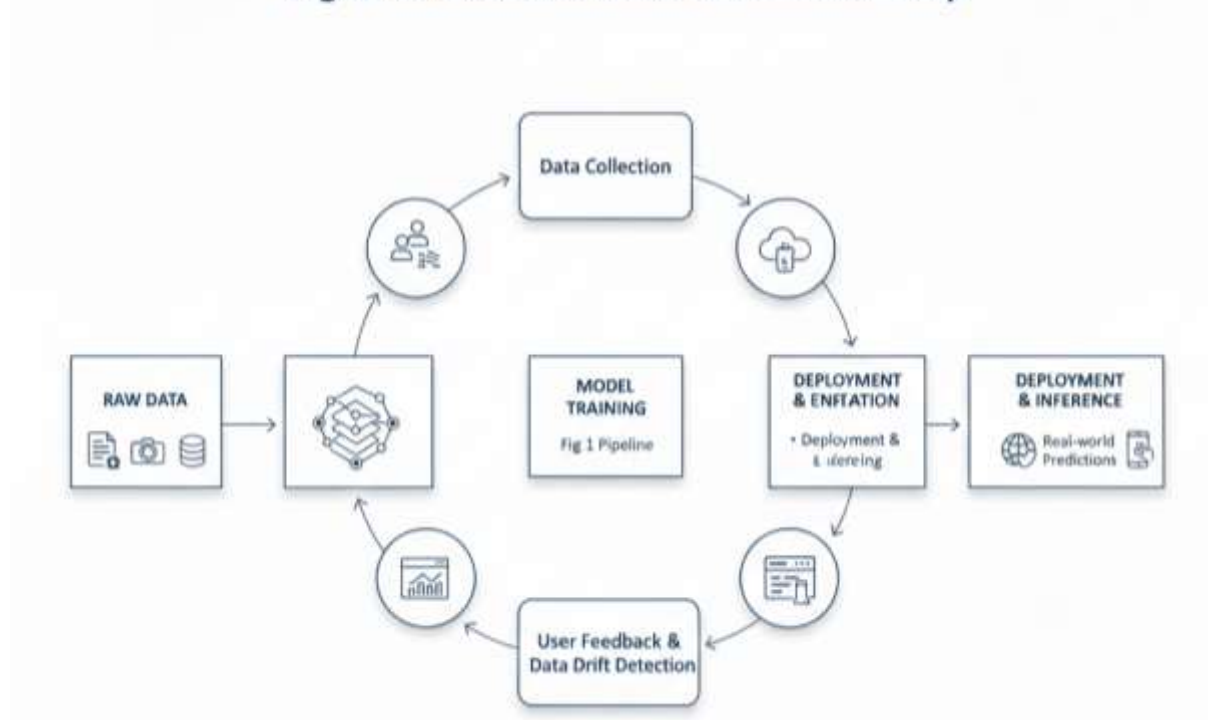 Data Collection
RAW DATA
MODEL
TRAINING
Fig 1 Pipeline
DEPLOYMENT
& ENFTATION
• Deployment &
DEPLOYMENT
& INFERENCE
Real-world
Predictions
User Feedback &
Data Drift Detection